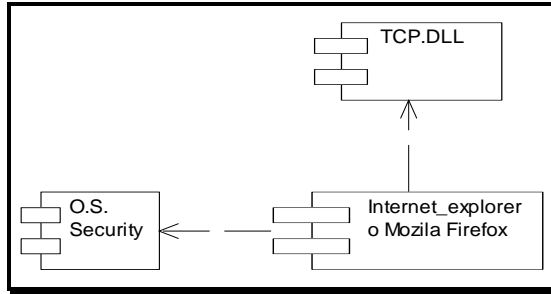 TCP.DLL
O.S.
Security
Internet_explorer
o Mozila Firefox